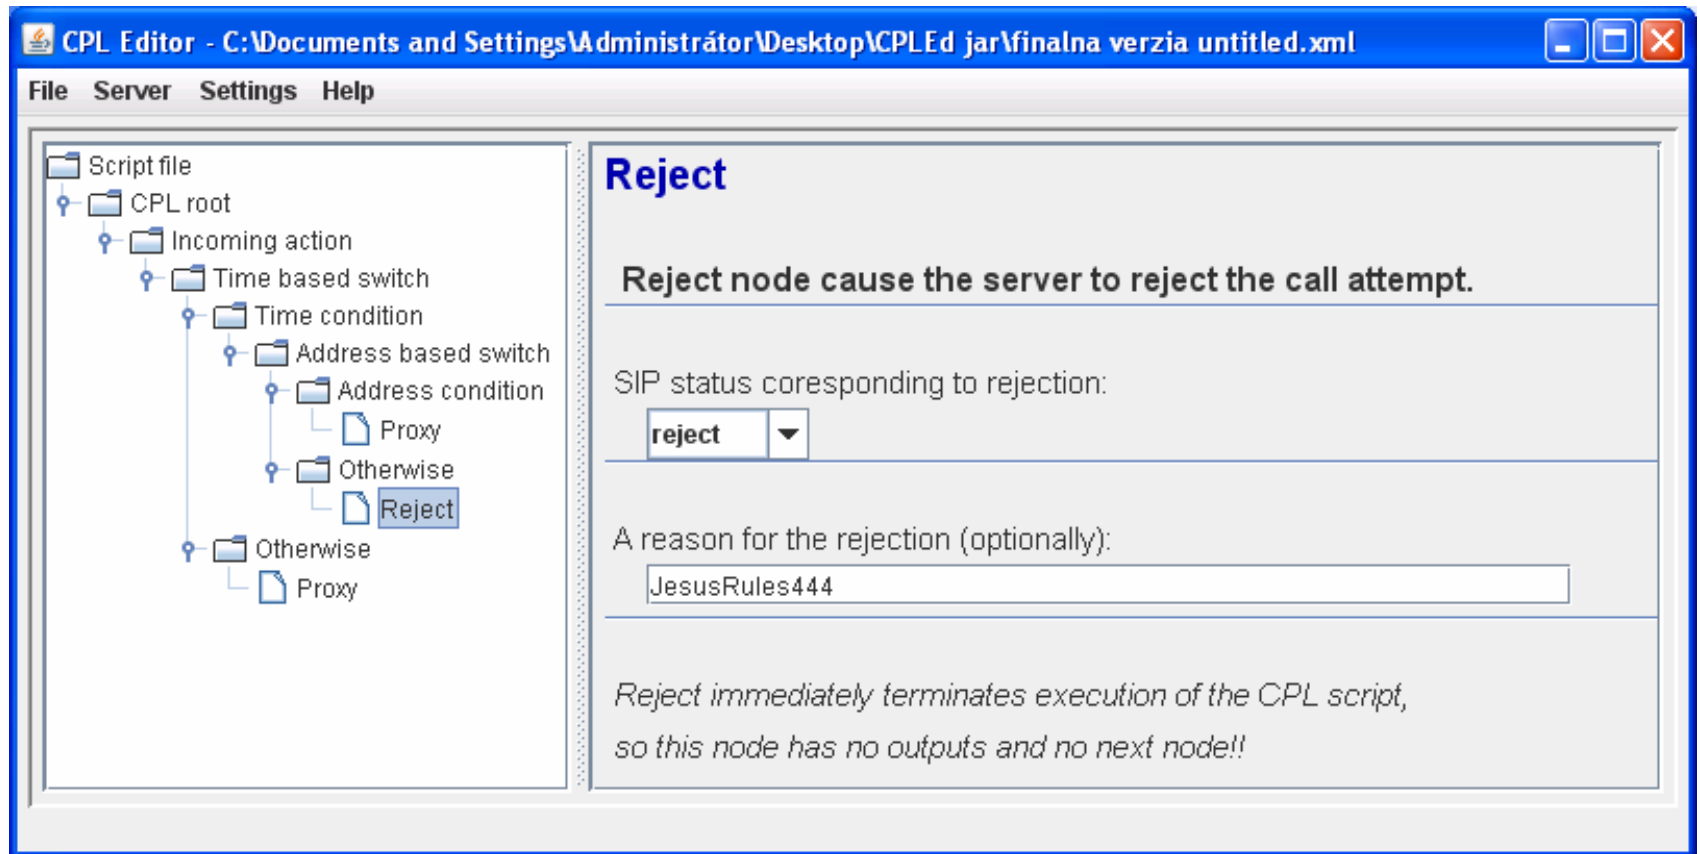 CPL Editor - C:\Documents and Settings\Administrátor\Desktop\CPLEd jar\finalna verzia untitled.xml
File Server Settings Help
Script file
CPL root
Incoming action
Time based switch
Time condition
Address based switch
Address condition
Proxy
Otherwise
Reject
Otherwise
Proxy
Reject
Reject node cause the server to reject the call attempt.
SIP status coresponding to rejection:
reject
A reason for the rejection (optionally):
JesusRules444
Reject immediately terminates execution of the CPL script,
so this node has no outputs and no next node!!